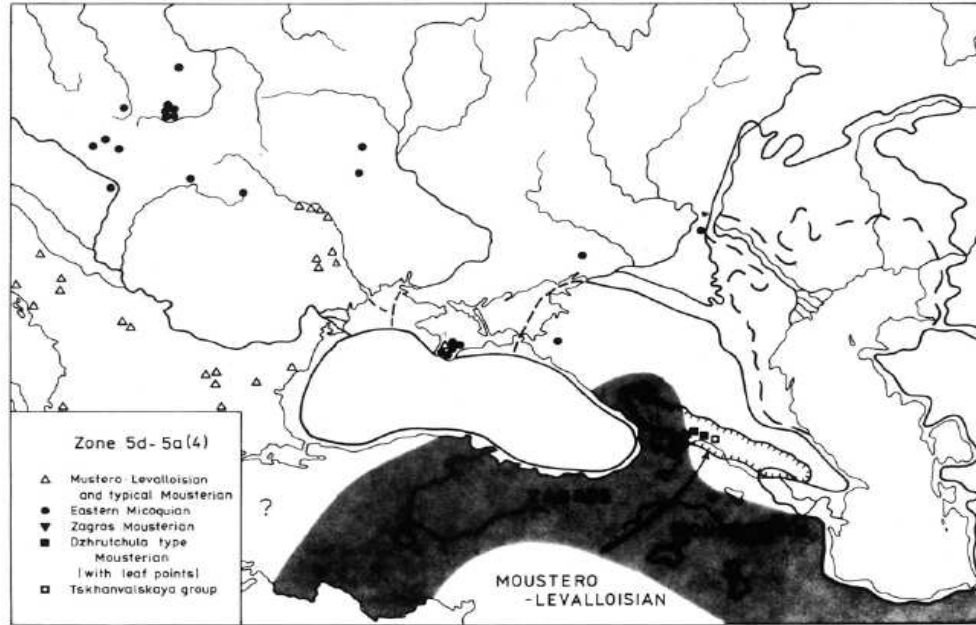 Zone 5d-5a(4)
Mustero-Levalloisian
and typical Mousterian
Eastern Micoquian
Zagros Mousterian
Dzhrutchula type
Mousterian
(with leaf points)
Tskhanvalskaya group
?
ZAGROS
MOUSTERO
-LEVALLOISIAN